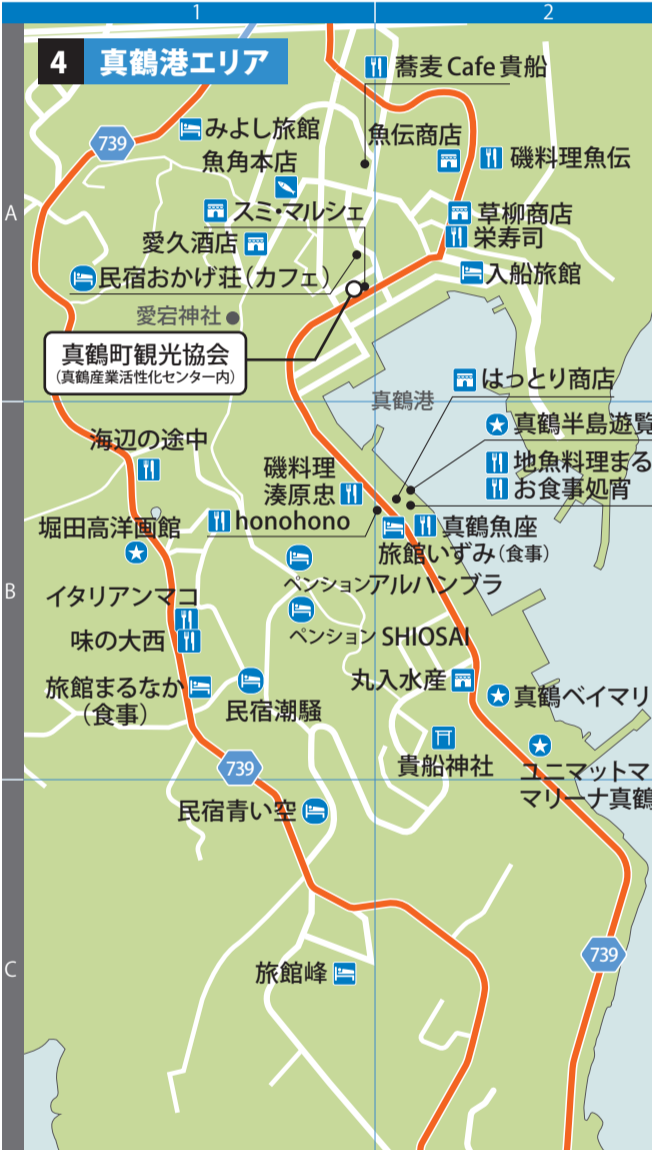 1
2
4 真鶴港エリア
蕎麦 Cafe 貴船
739
みよし旅館
魚伝商店
磯料理魚伝
魚角本店
A
スミ・マルシェ
草柳商店
愛久酒店
栄寿司
民宿おかげ荘（カフェ）
入船旅館
愛宕神社
真鶴町観光協会
（真鶴産業活性化センター内）
はっとり商店
真鶴港
真鶴半島遊覧
海辺の途中
磯料理
湊原忠
地魚料理まる
お食事処宵
堀田高洋画館
honohono
真鶴魚座
旅館いずみ（食事）
B
ペンションアルハンブラ
イタリアンマコ
味の大西
ペンション SHIOSAI
旅館まるなか
（食事）
民宿潮騒
丸入水産
真鶴ベイマリ
貴船神社
739
ユニマットマ
マリーナ真鶴
民宿青い空
C
旅館峰
739